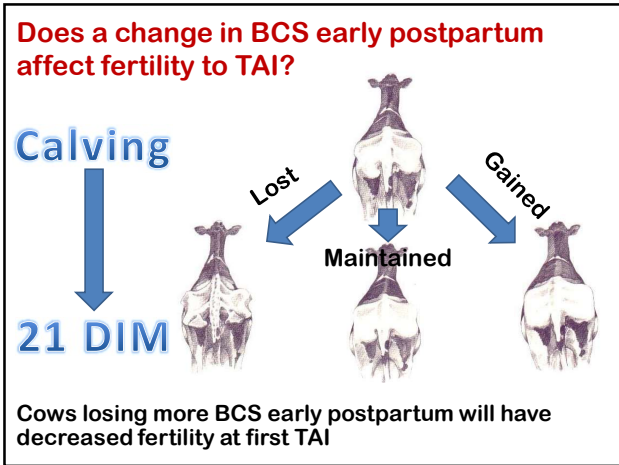 Does a change in BCS early postpartum
affect fertility to TAI?
Calving
Lost
Gained
Maintained
21 DIM
Cows losing more BCS early postpartum will have
decreased fertility at first TAI